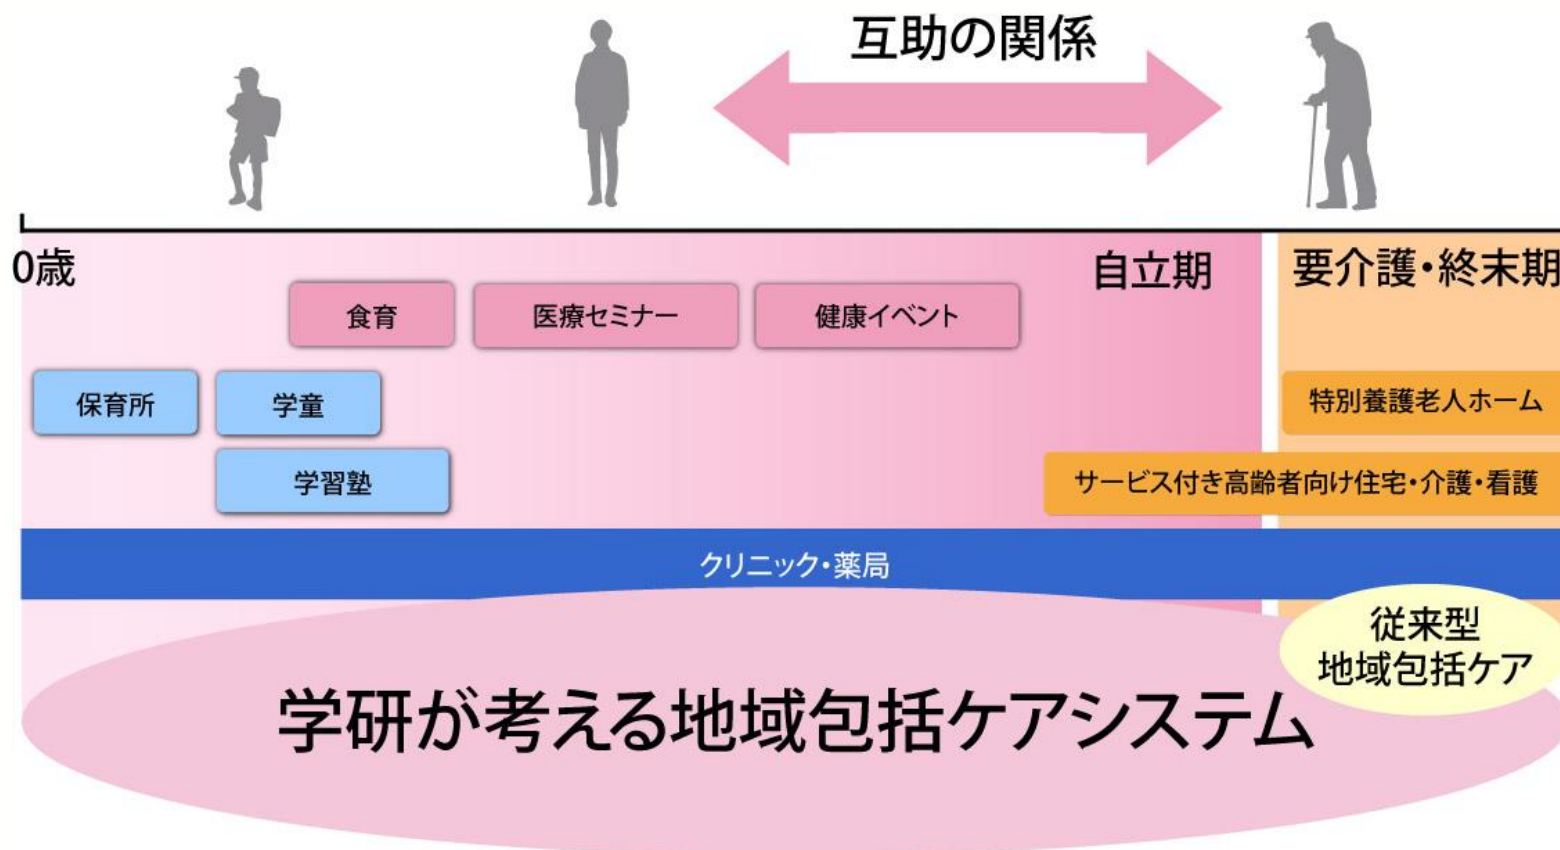 互助の関係
0歳
自立期
要介護・終末期
食育
医療セミナー
健康イベント
保育所
学童
特別養護老人ホーム
学習塾
サービス付き高齢者向け住宅・介護・看護
クリニック・薬局
従来型
地域包括ケア
学研が考える地域包括ケアシステム